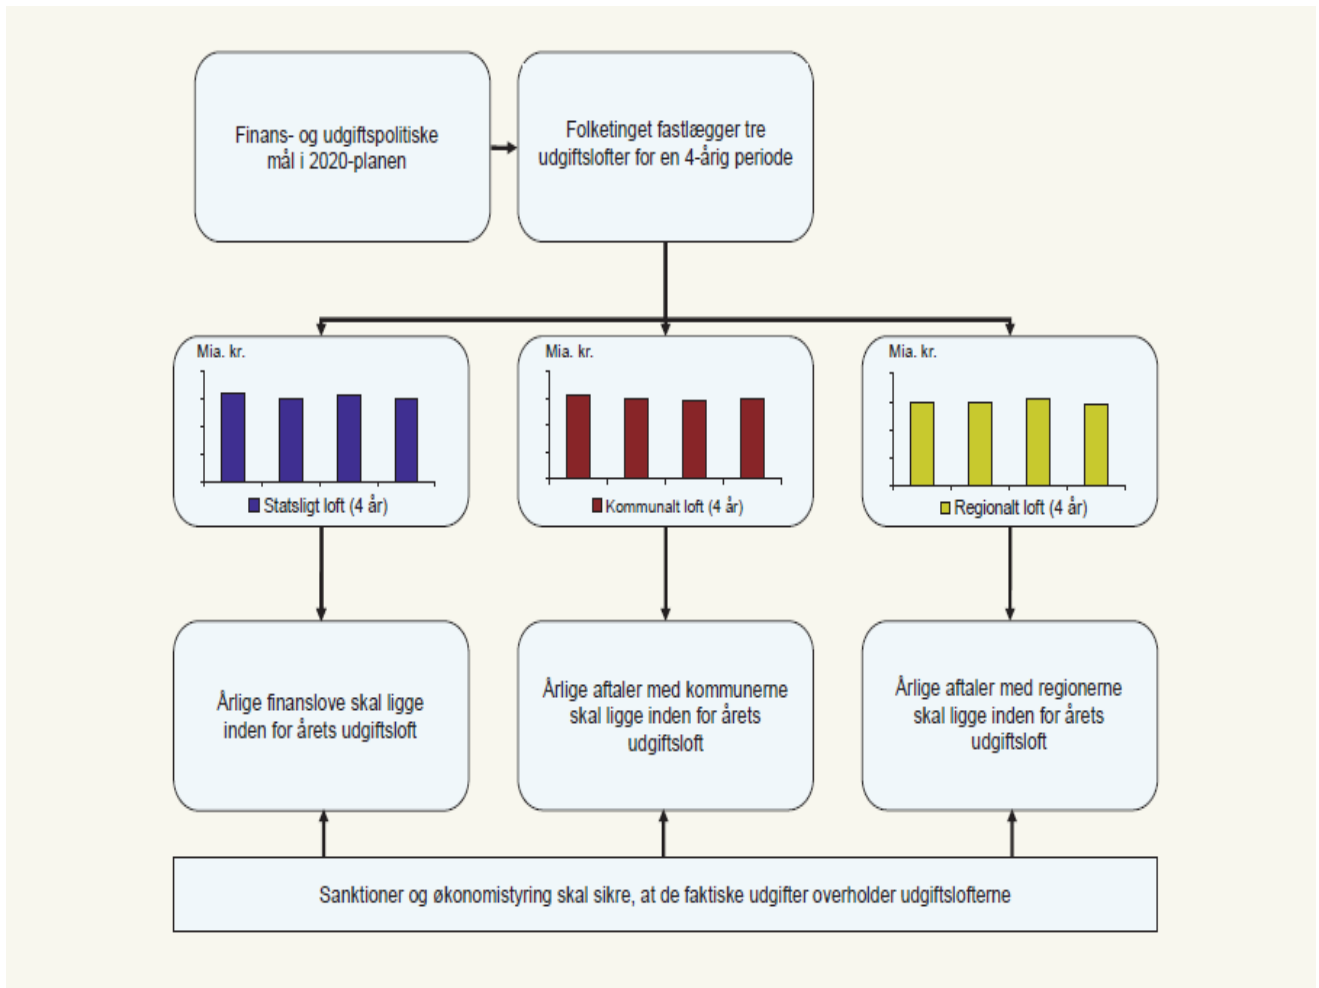 Finans- og udgiftspolitiske
mål i 2020-planen
Folketinget fastlægger tre
udgiftslofter for en 4-årig periode
Mia. kr.
Statsligt loft (4 år)
Mia. kr.
Kommunalt loft (4 år)
Mia. kr.
Regionalt loft (4 år)
Årlige finanslove skal ligge
inden for årets udgiftsloft
Årlige aftaler med kommunerne
skal ligge inden for årets
udgiftsloft
Årlige aftaler med regionerne
skal ligge inden for årets
udgiftsloft
Sanktioner og økonomistyring skal sikre, at de faktiske udgifter overholder udgiftslofterne